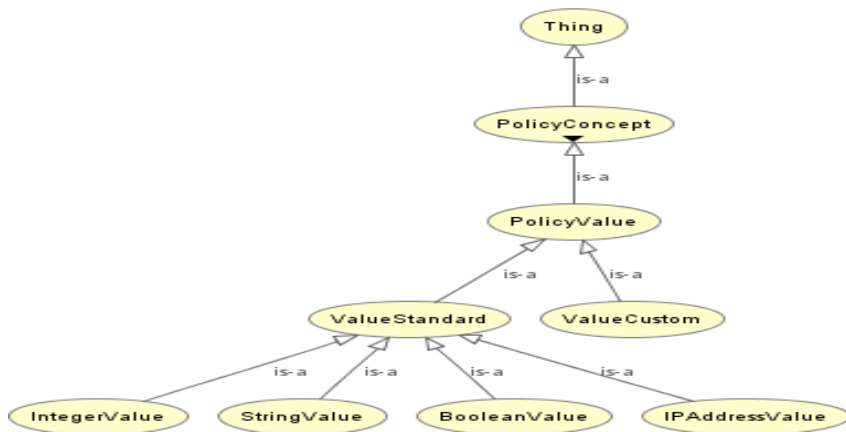 Thing
is-a
PolicyConcept
is-a
PolicyValue
is-a is-a
ValueStandard ValueCustom
is-a is-a is-a is-a
IntegerValue StringValue BooleanValue IPAddressValue